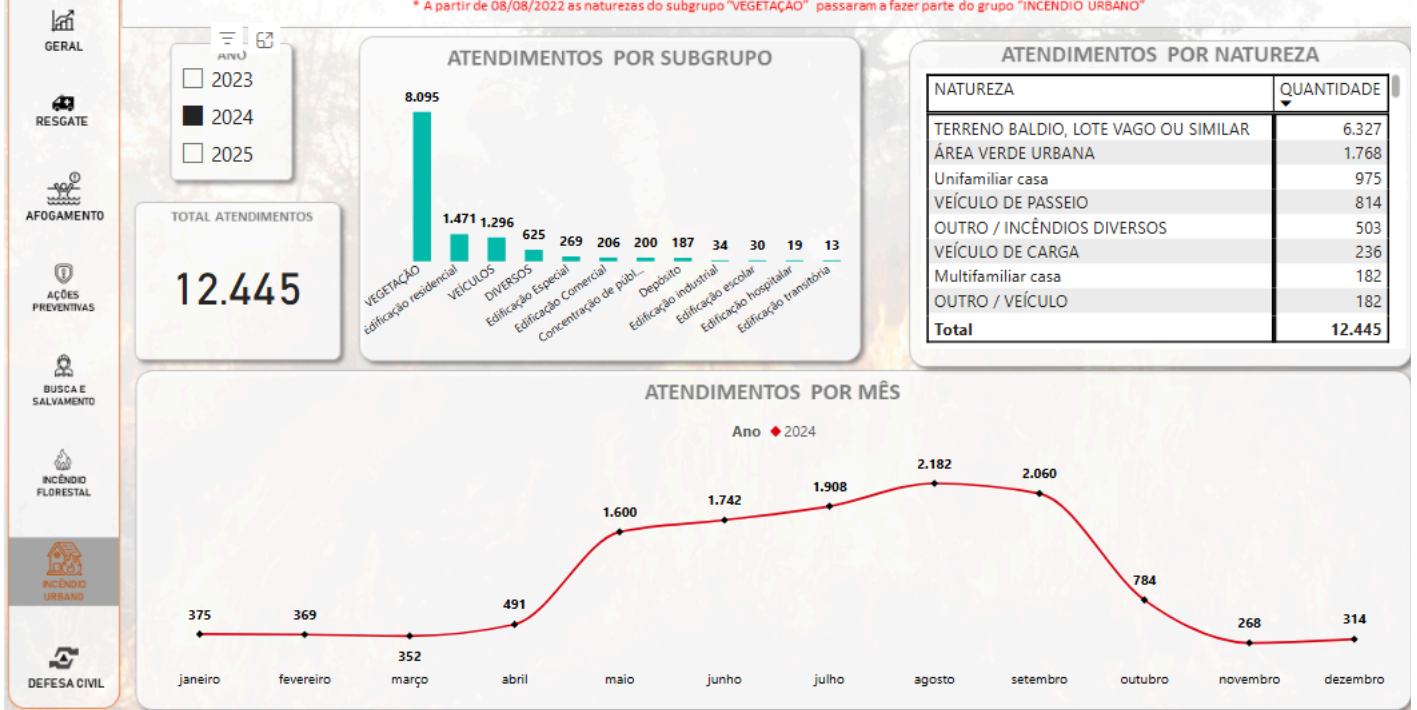 * A partir de 08/08/2022 as naturezas do subgrupo "VEGETAÇÃO" passaram a fazer parte do grupo "INCÊNDIO URBANO"
GERAL
RESGATE
AFOGAMENTO
AÇÕES
PREVENTIVAS
BUSCA E
SALVAMENTO
INCÊNDIO
FLORESTAL
INCÊNDIO
URBANO
DEFESA CIVIL
ANO
2023
2024
2025
TOTAL ATENDIMENTOS
12.445
ATENDIMENTOS POR SUBGRUPO
8.095
1.471
1.296
625
269
206
200
187
34
30
19
13
VEGETAÇÃO
Edificação residencial
VEÍCULOS
DIVERSOS
Edificação Especial
Edificação Comercial
Concentração de públ...
Depósito
Edificação industrial
Edificação escolar
Edificação hospitalar
Edificação transitória
ATENDIMENTOS POR NATUREZA
NATUREZA QUANTIDADE
TERRENO BALDIO, LOTE VAGO OU SIMILAR 6.327
ÁREA VERDE URBANA 1.768
Unifamiliar casa 975
VEÍCULO DE PASSEIO 814
OUTRO / INCÊNDIOS DIVERSOS 503
VEÍCULO DE CARGA 236
Multifamiliar casa 182
OUTRO / VEÍCULO 182
Total 12.445
ATENDIMENTOS POR MÊS
Ano 2024
375
369
352
491
1.600
1.742
1.908
2.182
2.060
784
268
314
janeiro
fevereiro
março
abril
maio
junho
julho
agosto
setembro
outubro
novembro
dezembro